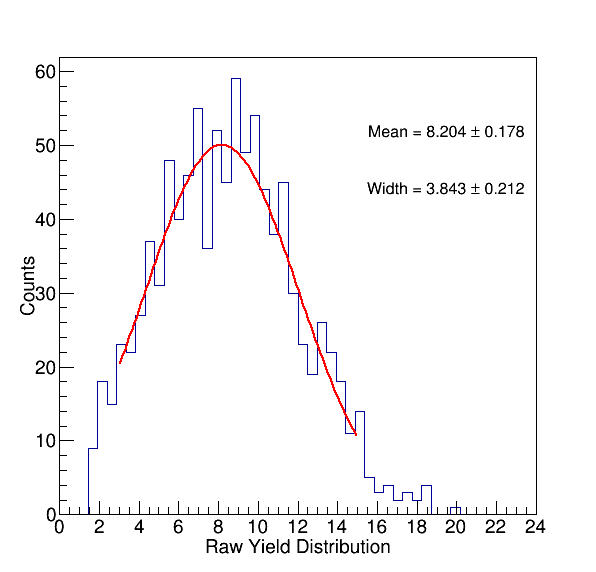 60
50
40
30
20
10
0
Counts
Mean = 8.204 ± 0.178
Width = 3.843 ± 0.212
0 2 4 6 8 10 12 14 16 18 20 22 24
Raw Yield Distribution